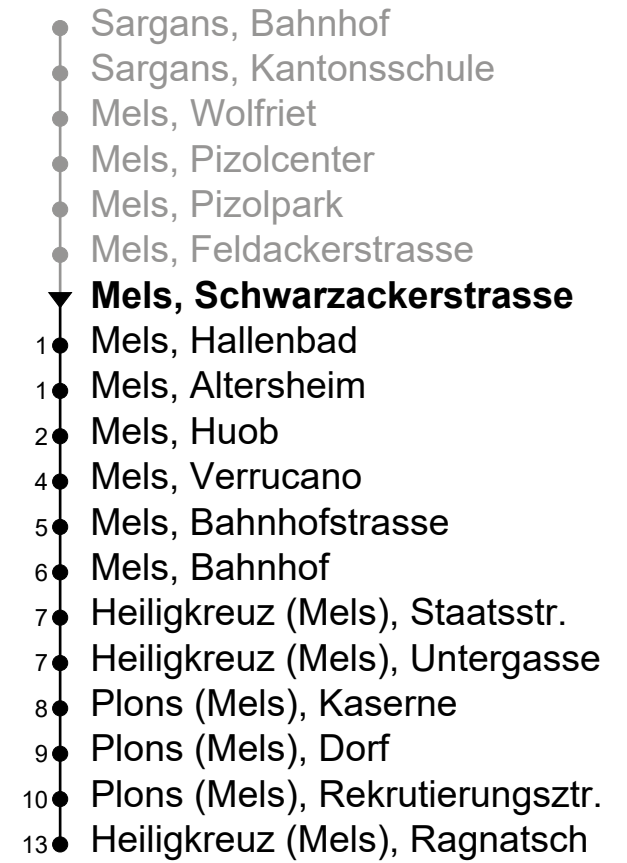 Sargans, Bahnhof
Sargans, Kantonsschule
Mels, Wolfriet
Mels, Pizolcenter
Mels, Pizolpark
Mels, Feldackerstrasse
Mels, Schwarzackerstrasse
1 Mels, Hallenbad
1 Mels, Altersheim
2 Mels, Huob
4 Mels, Verrucano
5 Mels, Bahnhofstrasse
6 Mels, Bahnhof
7 Heiligkreuz (Mels), Staatsstr.
7 Heiligkreuz (Mels), Untergasse
8 Plons (Mels), Kaserne
9 Plons (Mels), Dorf
10 Plons (Mels), Rekrutierungsztr.
13 Heiligkreuz (Mels), Ragnatsch